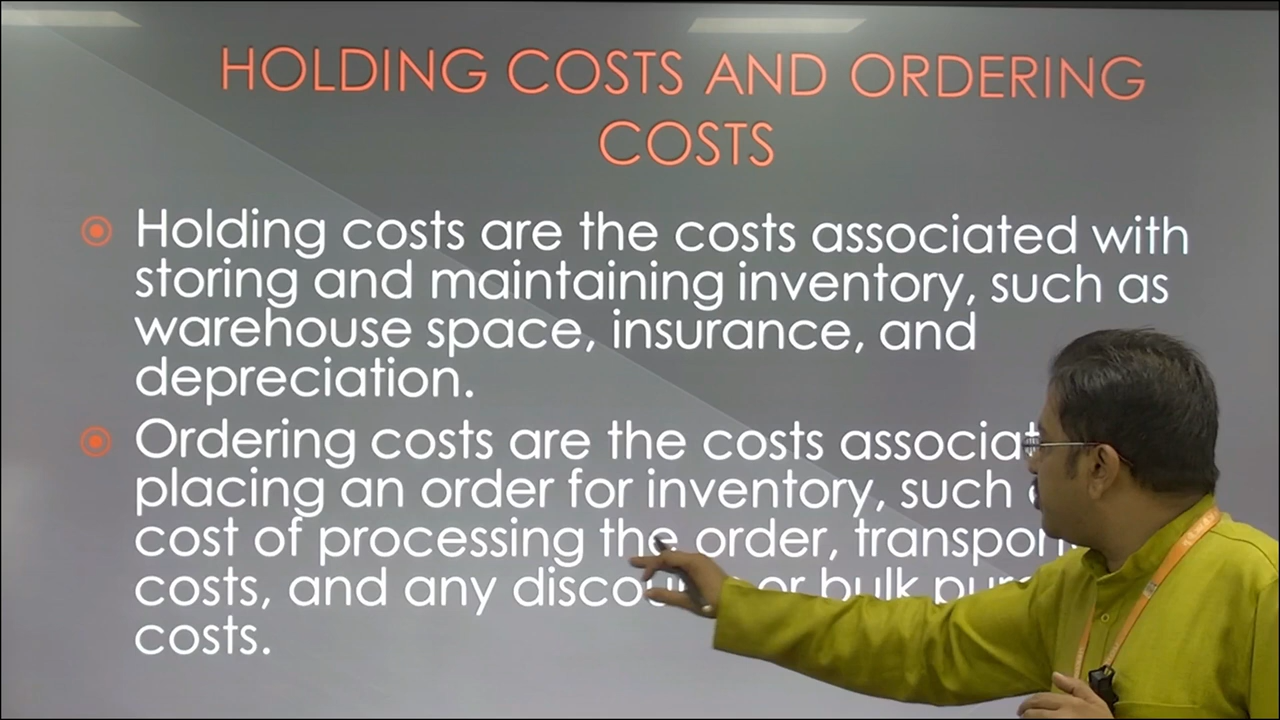 HOLDING COSTS AND ORDERING
COSTS
Holding costs are the costs associated with
storing and maintaining inventory, such as
warehouse space, insurance, and
depreciation.
Ordering costs are the costs
placing an order for inventory, such
cost of processing the order,
costs, and any or bulk
costs.